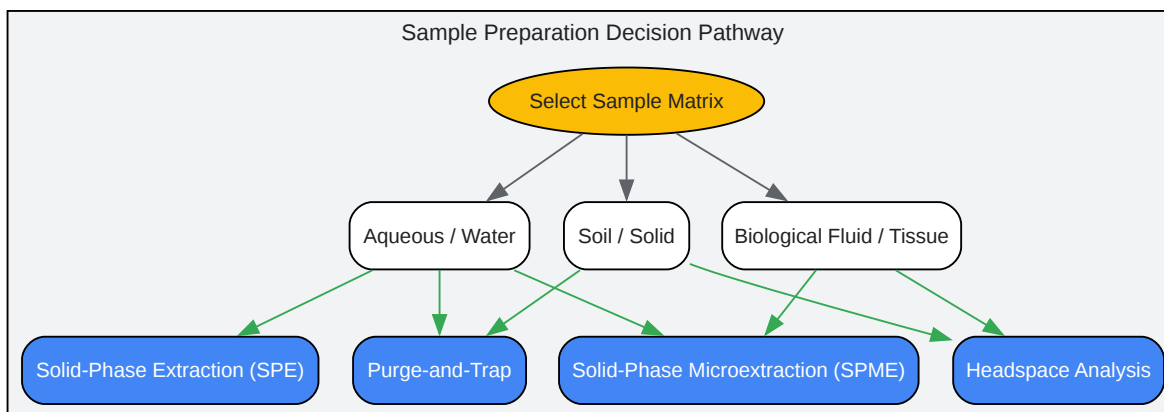 Sample Preparation Decision Pathway
Select Sample Matrix
Aqueous / Water
Soil / Solid
Biological Fluid / Tissue
Solid-Phase Extraction (SPE)
Purge-and-Trap
Solid-Phase Microextraction (SPME)
Headspace Analysis